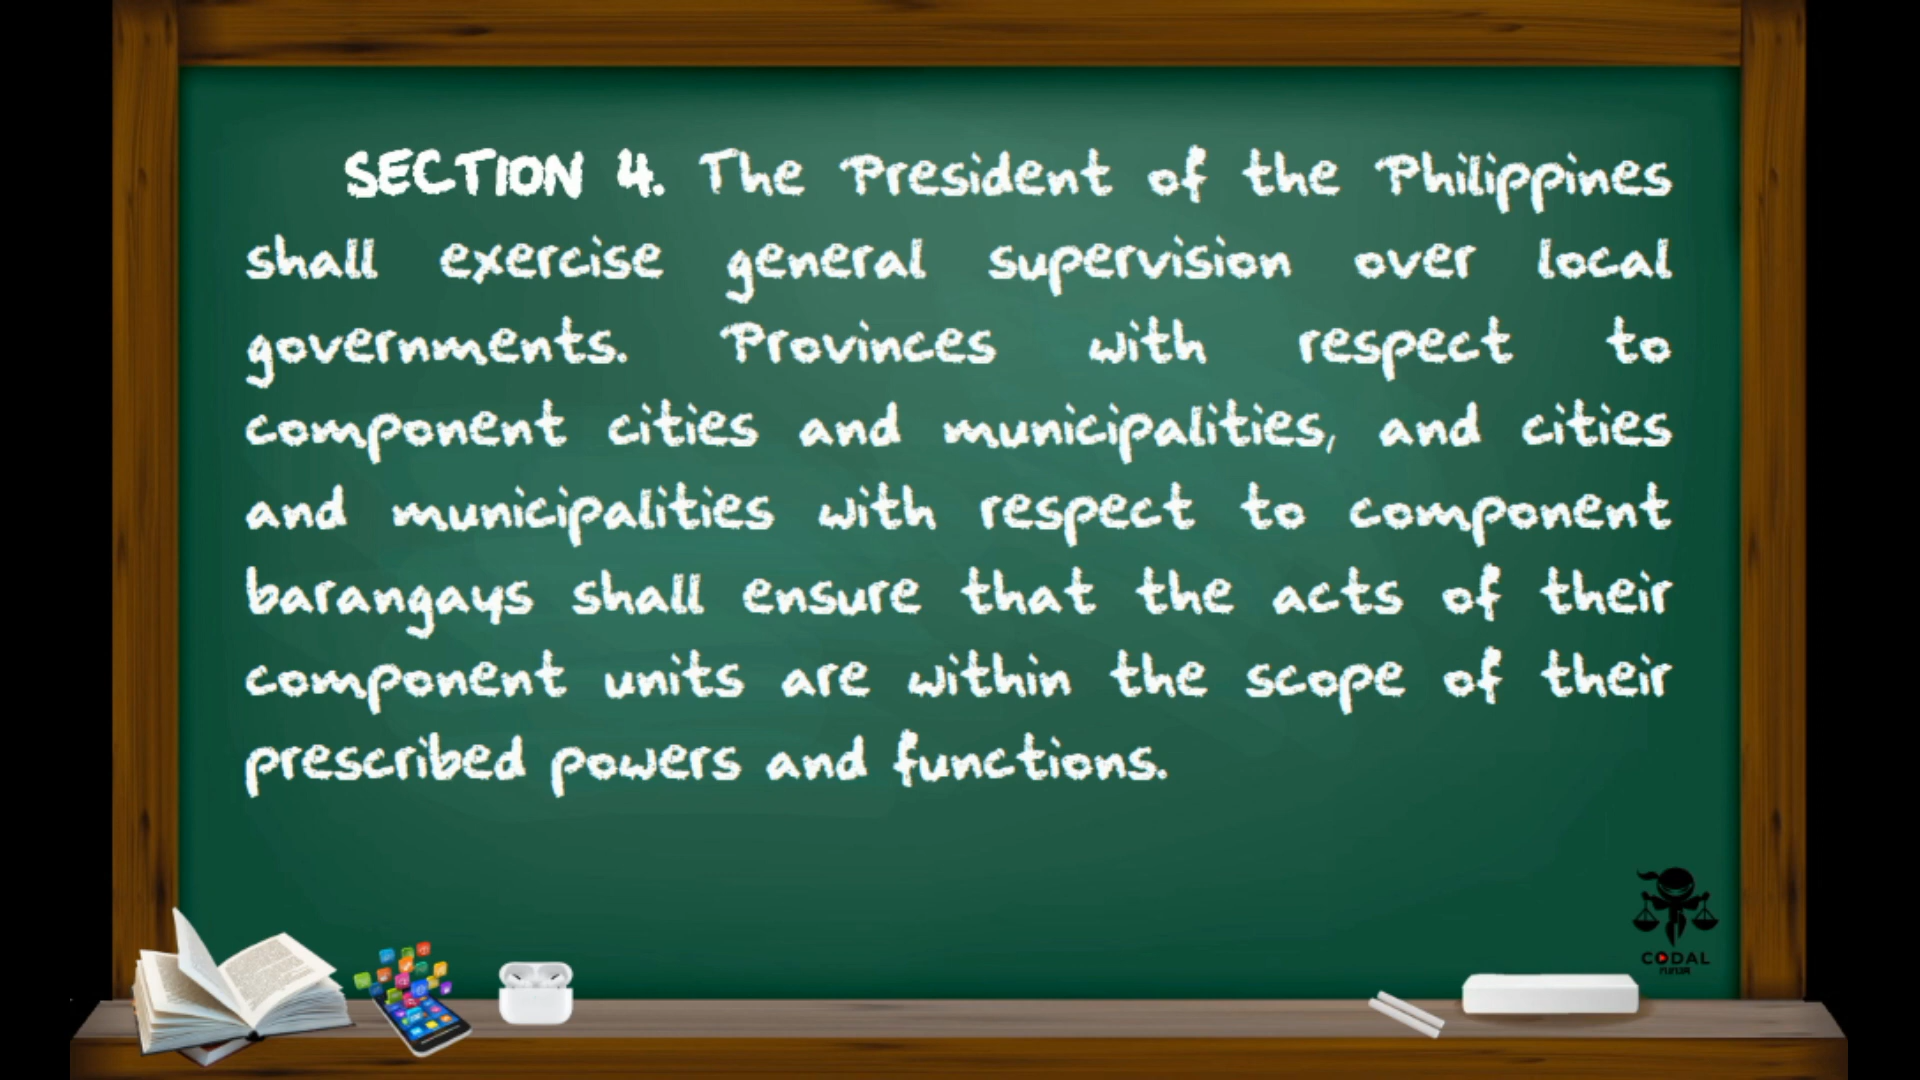 SECTION 4. The President of the Philippines
shall exercise general supervision over local
governments. Provinces with respect to
component cities and municipalities, and cities
and municipalities with respect to component
barangays shall ensure that the acts of their
component units are within the scope of their
prescribed powers and functions.
CODAL